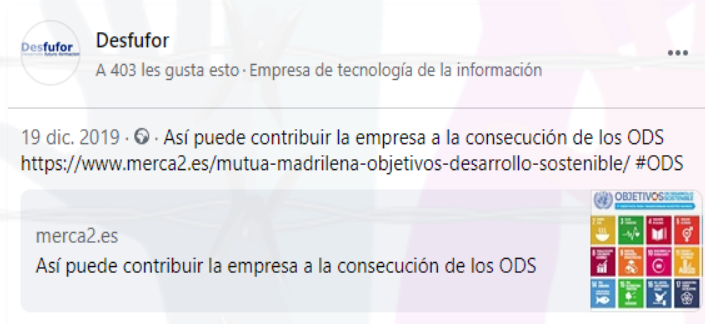 Desfufor
Desfufor
A 403 les gusta esto · Empresa de tecnología de la información
19 dic. 2019 · · Así puede contribuir la empresa a la consecución de los ODS
https://www.merca2.es/mutua-madrilena-objetivos-desarrollo-sostenible/ #ODS
merca2.es
Así puede contribuir la empresa a la consecución de los ODS
OBJETIVOS